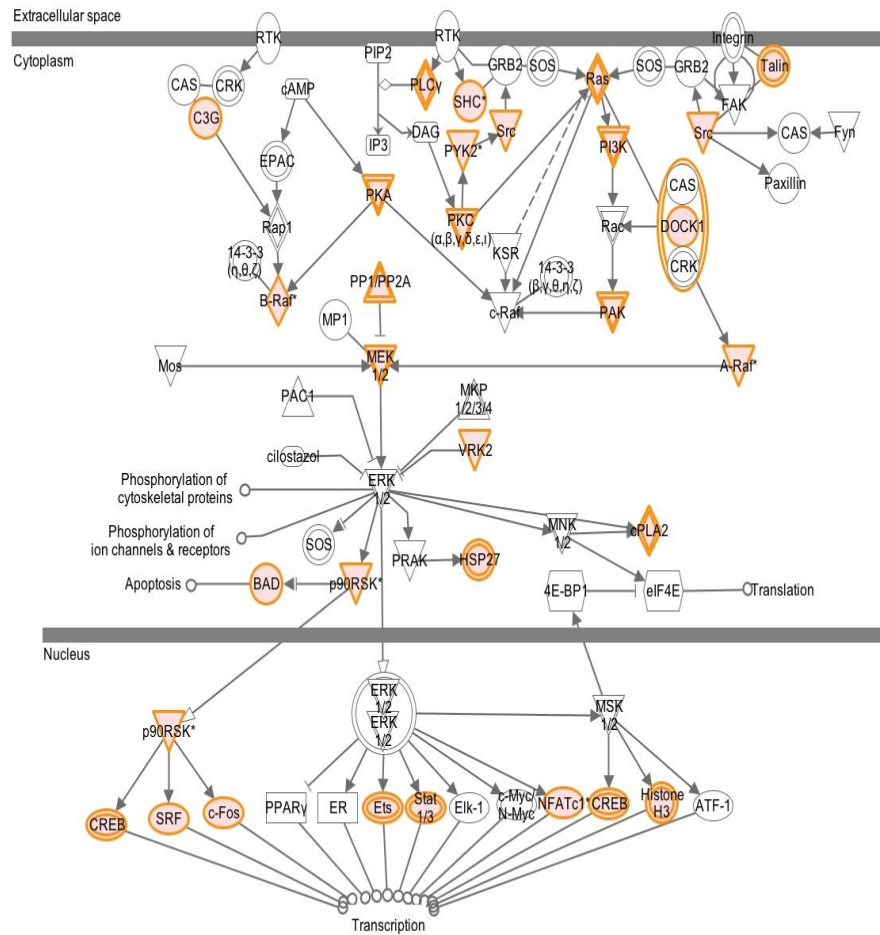 Extracellular space
Cytoplasm
RTK
RTK
Integrin
PIP2
GRB2
SOS
SOS
GRB2
Talin
CAS
CRK
cAMP
PLCγ
SHC*
Ras
FAK
C3G
DAG
IP3
PYK2*
Src
PI3K
Src
CAS
Fyn
EPAC
Paxillin
PKA
CAS
PKC
(α,β,γ,δ,ε,ι)
Rap1
Rac
DOCK1
KSR
14-3-3
(η,θ,ζ)
14-3-3
(β,γ,θ,η,ζ)
CRK
PP1/PP2A
B-Raf*
c-Raf
PAK
MP1
Mos
MEK
1/2
A-Raf*
PAC1
MKP
1/2/3/4
cilostazol
VRK2
ERK
1/2
Phosphorylation of
cytoskeletal proteins
Phosphorylation of
ion channels & receptors
SOS
PRAK
HSP27
MNK
1/2
cPLA2
Apoptosis
BAD
p90RSK*
4E-BP1
eIF4E
Translation
Nucleus
ERK
1/2
ERK
1/2
MSK
1/2
p90RSK*
CREB
SRF
c-Fos
PPARγ
ER
Ets
Stat
1/3
Elk-1
c-Myc/
N-Myc
NFATc1*
CREB
Histone
H3
ATF-1
Transcription